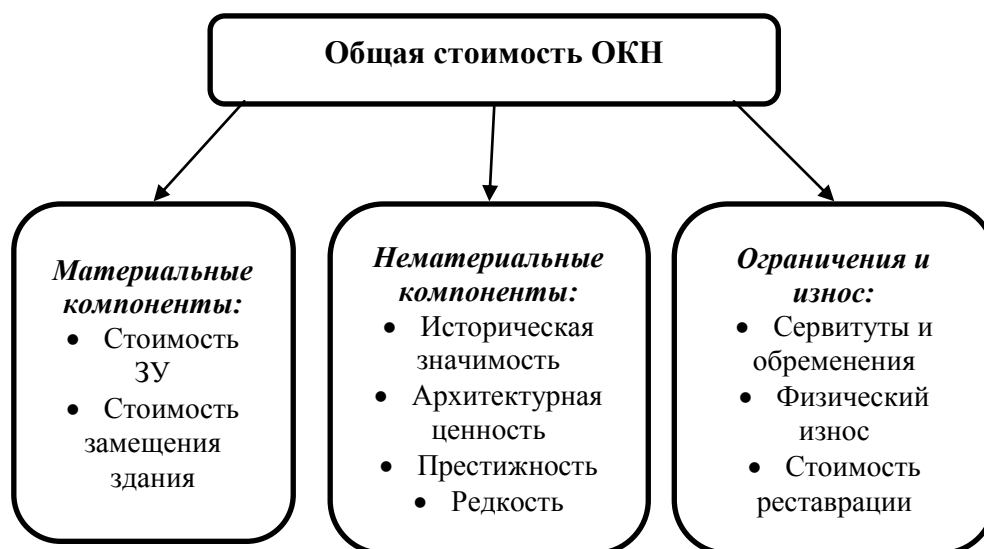 Общая стоимость ОКН
Материальные
компоненты:
• Стоимость
ЗУ
• Стоимость
замещения
здания
Нематериальные
компоненты:
• Историческая
значимость
• Архитектурная
ценность
• Престижность
• Редкость
Ограничения и
износ:
• Сервитуты и
обременения
• Физический
износ
• Стоимость
реставрации